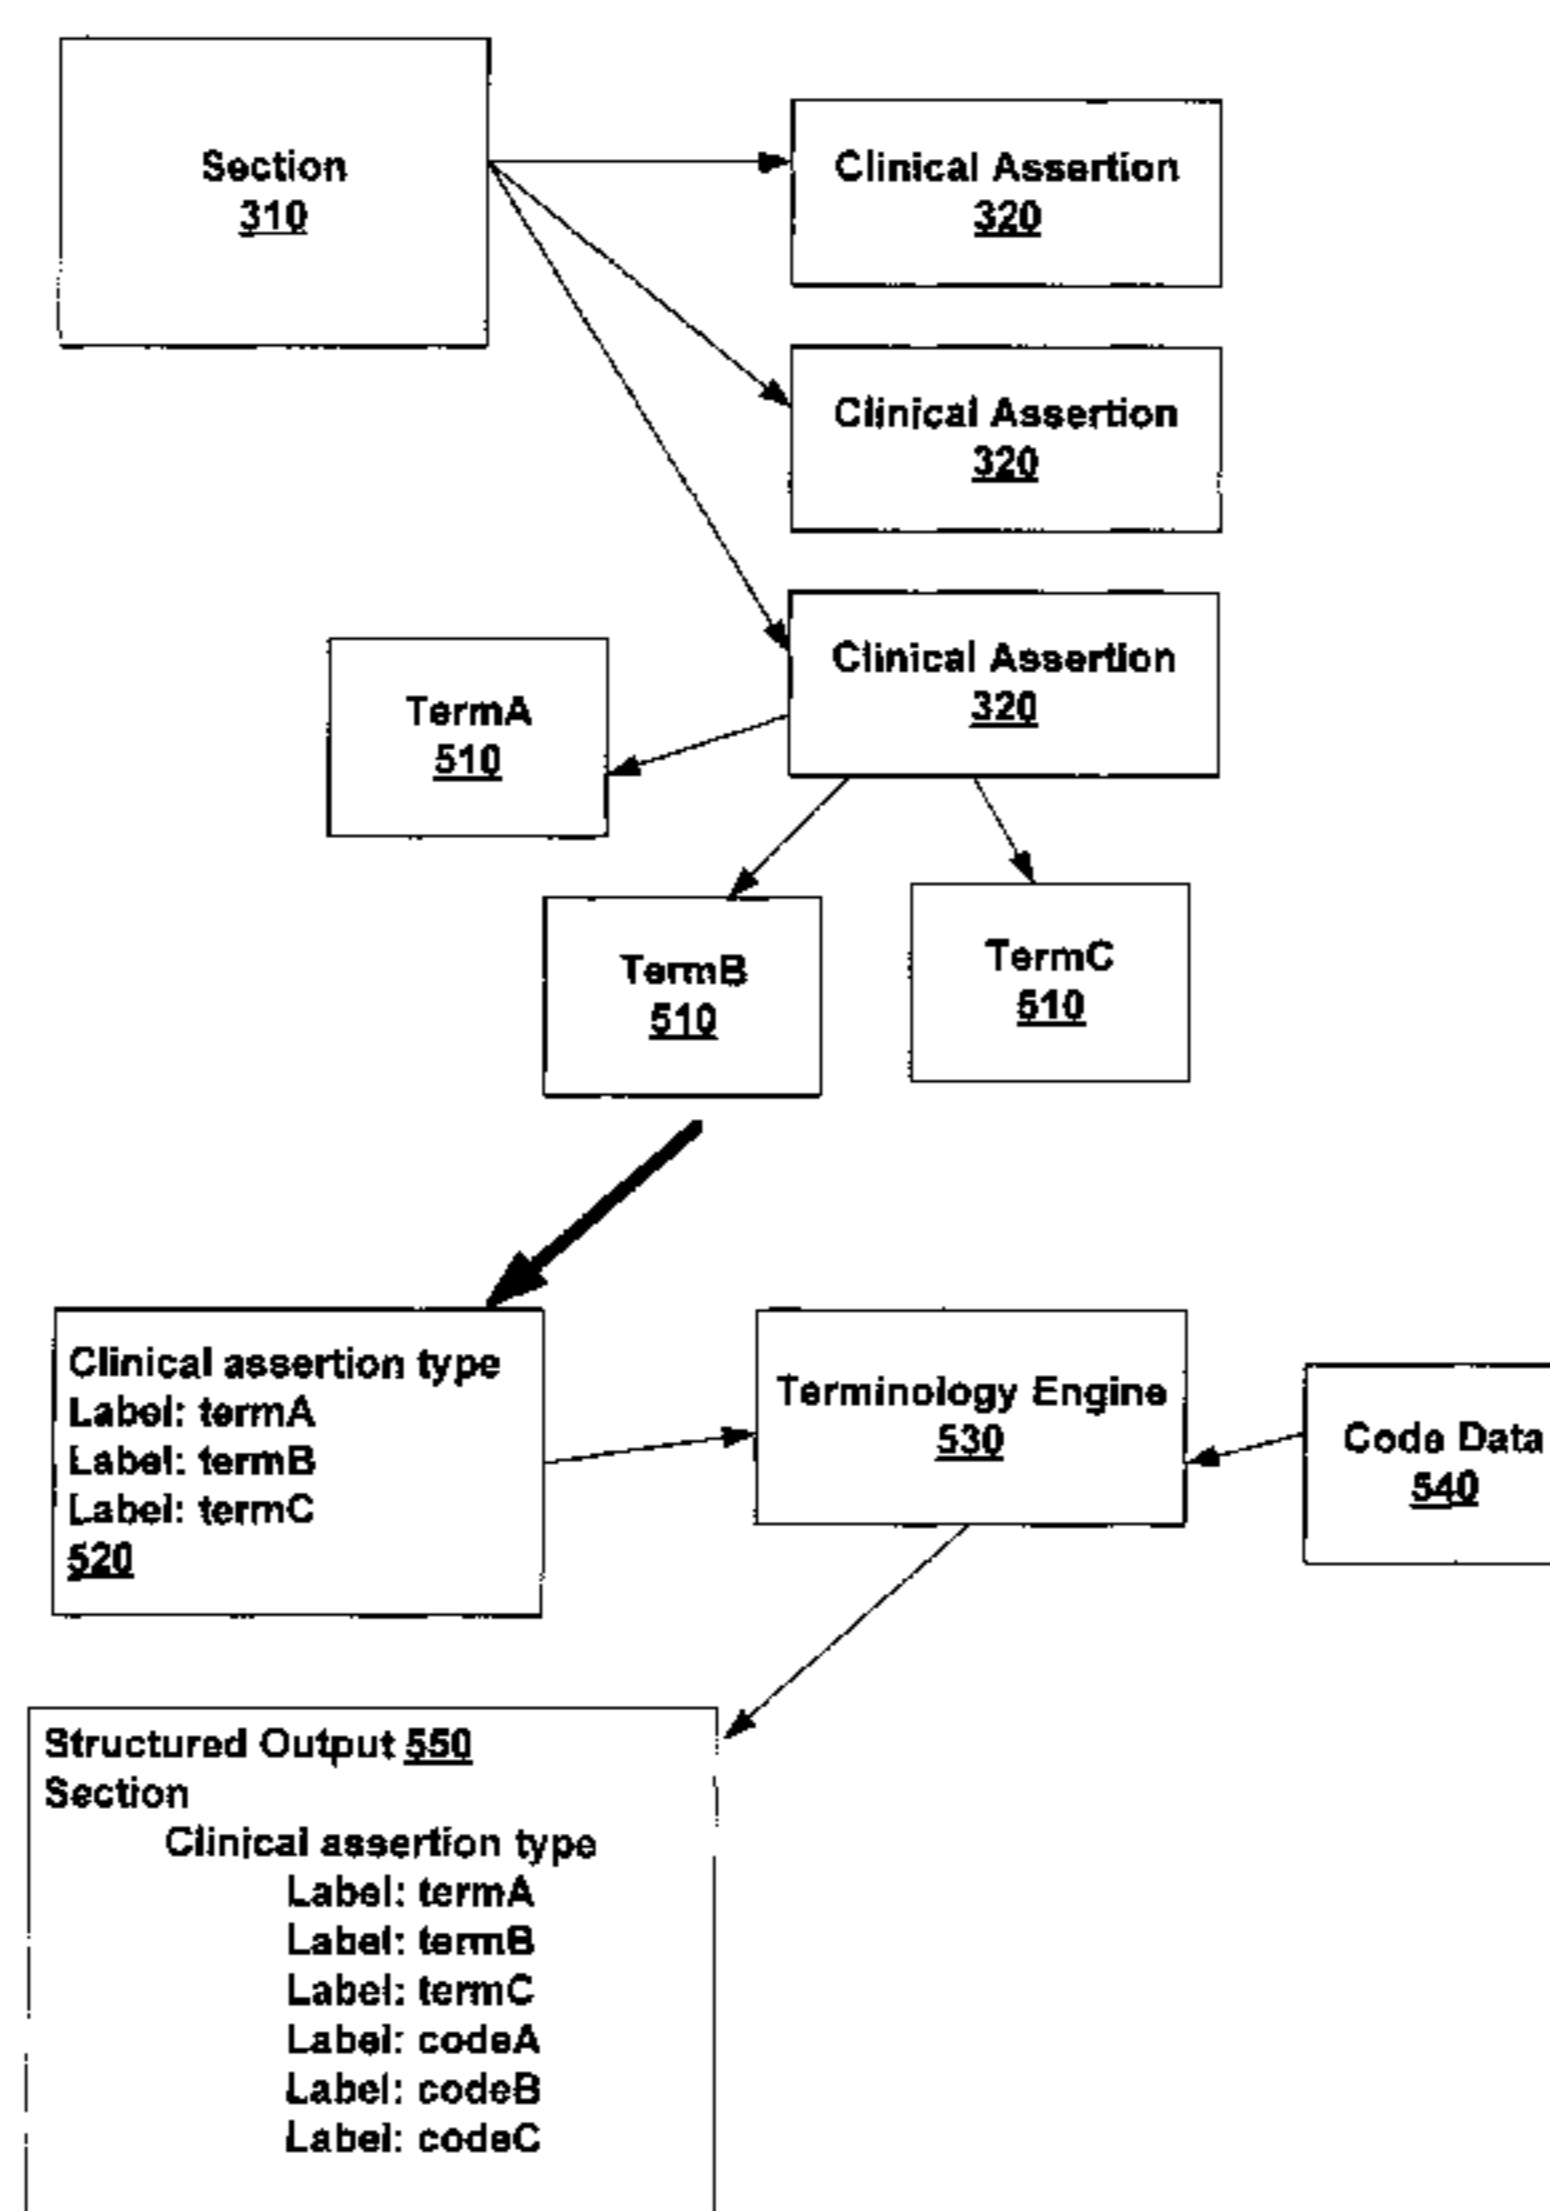 Section
310
Clinical Assertion
320
Clinical Assertion
320
Clinical Assertion
320
TermA
510
TermB
510
TermC
510
Clinical assertion type
Label: termA
Label: termB
Label: termC
520
Terminology Engine
530
Code Data
540
Structured Output 550
Section
Clinical assertion type
Label: termA
Label: termB
Label: termC
Label: codeA
Label: codeB
Label: codeC